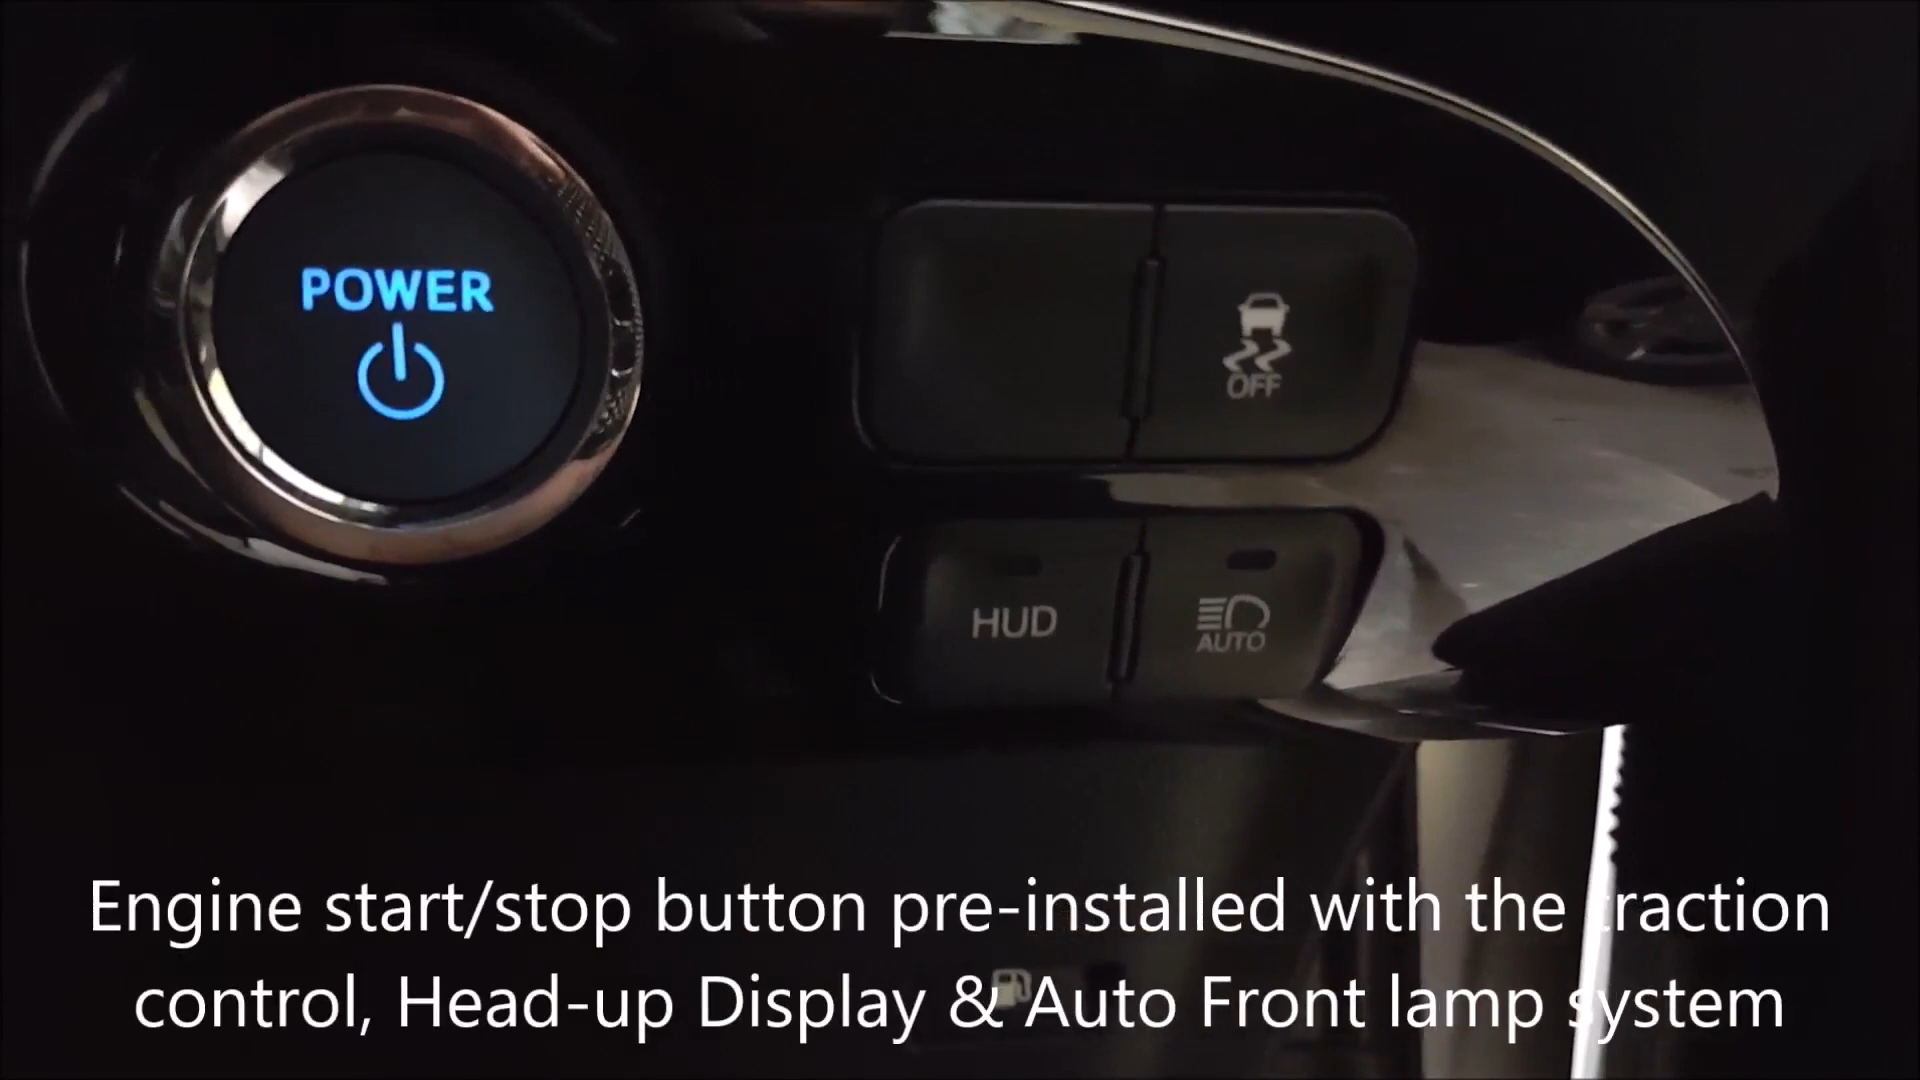 POWER
OFF
HUD
AUTO
Engine start/stop button pre-installed with the traction
control, Head-up Display & Auto Front lamp system